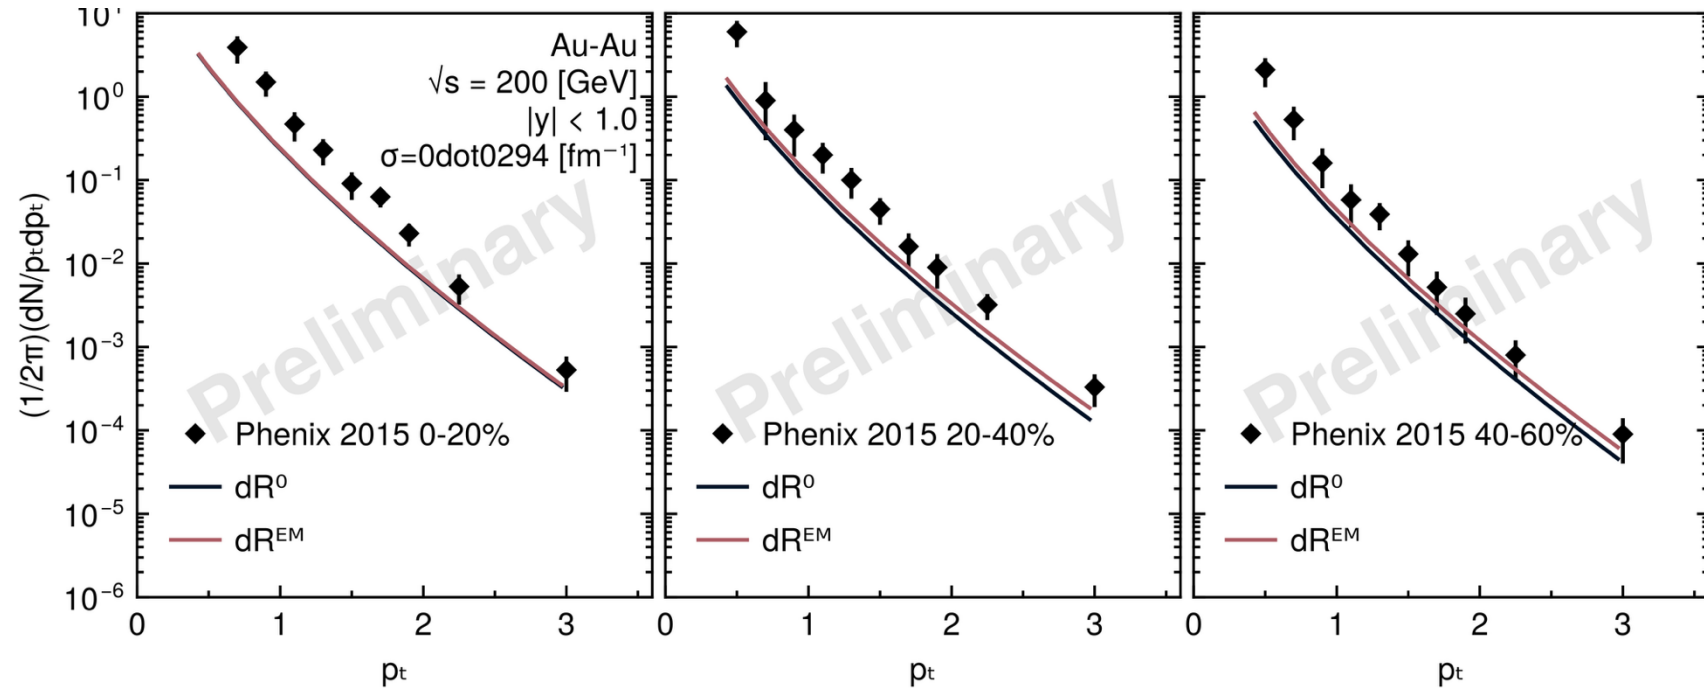 (1/2π)(dN/pₜdpₜ)
10¹
10⁰
10⁻¹
10⁻²
10⁻³
10⁻⁴
10⁻⁵
10⁻⁶
Au-Au
√s = 200 [GeV]
|y| < 1.0
σ=0dot0294 [fm⁻¹]
Preliminary
Phenix 2015 0-20%
dR⁰
dRᴱᴹ
0 1 2 3
pₜ
Preliminary
Phenix 2015 20-40%
dR⁰
dRᴱᴹ
0 1 2 3
pₜ
Preliminary
Phenix 2015 40-60%
dR⁰
dRᴱᴹ
0 1 2 3
pₜ